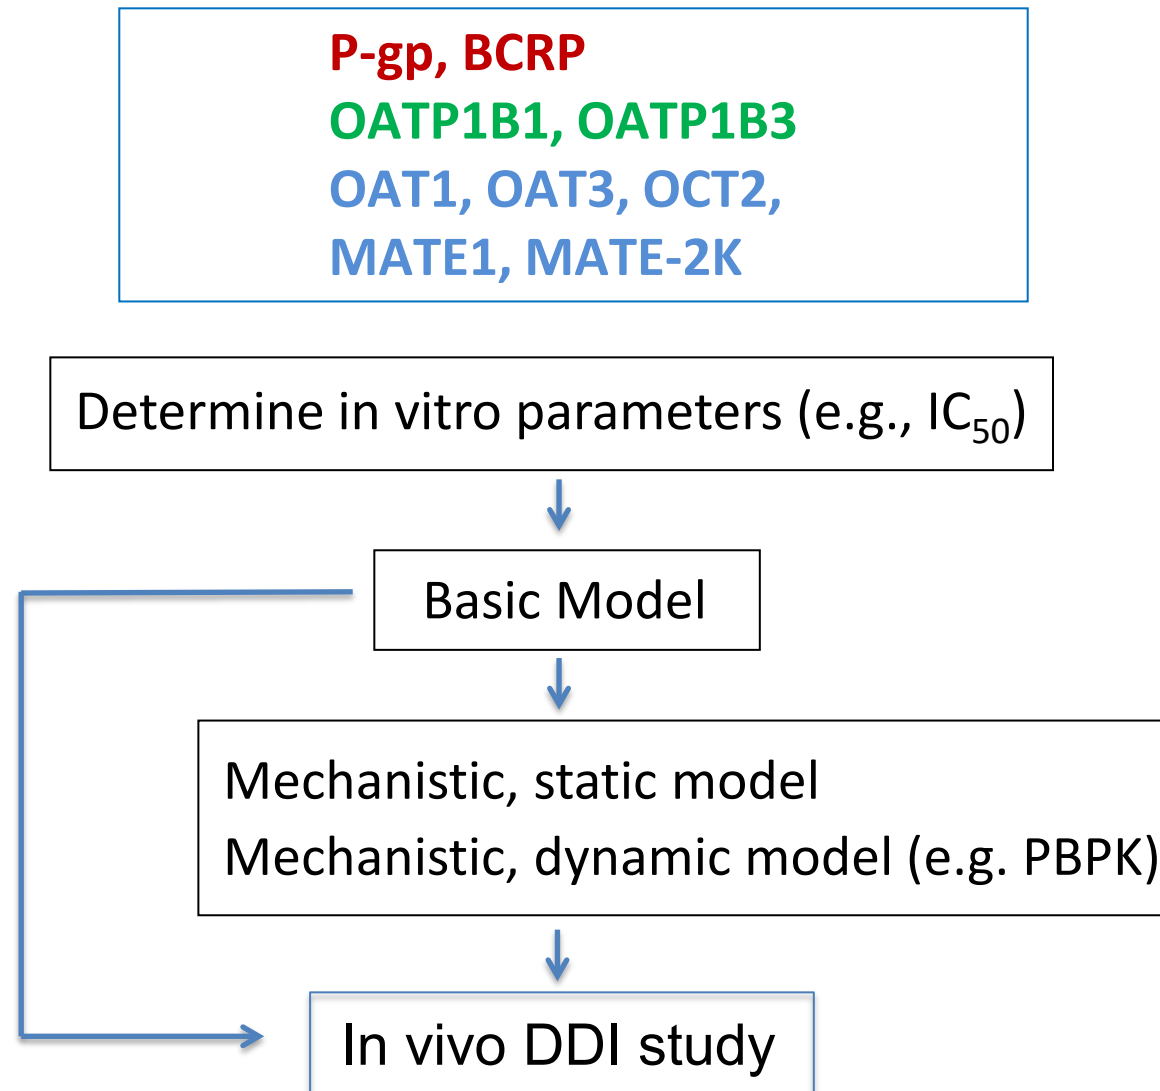 P-gp, BCRP
OATP1B1, OATP1B3
OAT1, OAT3, OCT2,
MATE1, MATE-2K
Determine in vitro parameters (e.g., IC50)
Basic Model
Mechanistic, static model
Mechanistic, dynamic model (e.g. PBPK)
In vivo DDI study